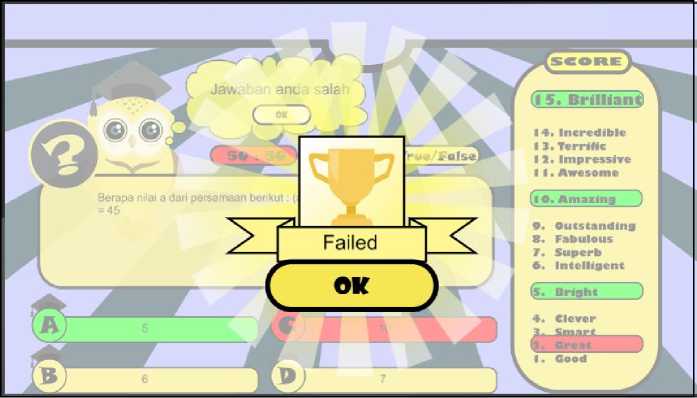 SCORE
15. Brilliant
14. Incredible
13. Terrific
12. Impressive
11. Awesome
10. Amazing
9. Outstanding
8. Fabulous
7. Superb
6. Intelligent
5. Bright
4. Clever
3. Smart
Great
1. Good
Jawaban anda salah
OK
50 : 50
True/False
?
Berapa nilai a dari persamaan berikut : (
= 45
Failed
OK
A
5
C
B
6
D
7